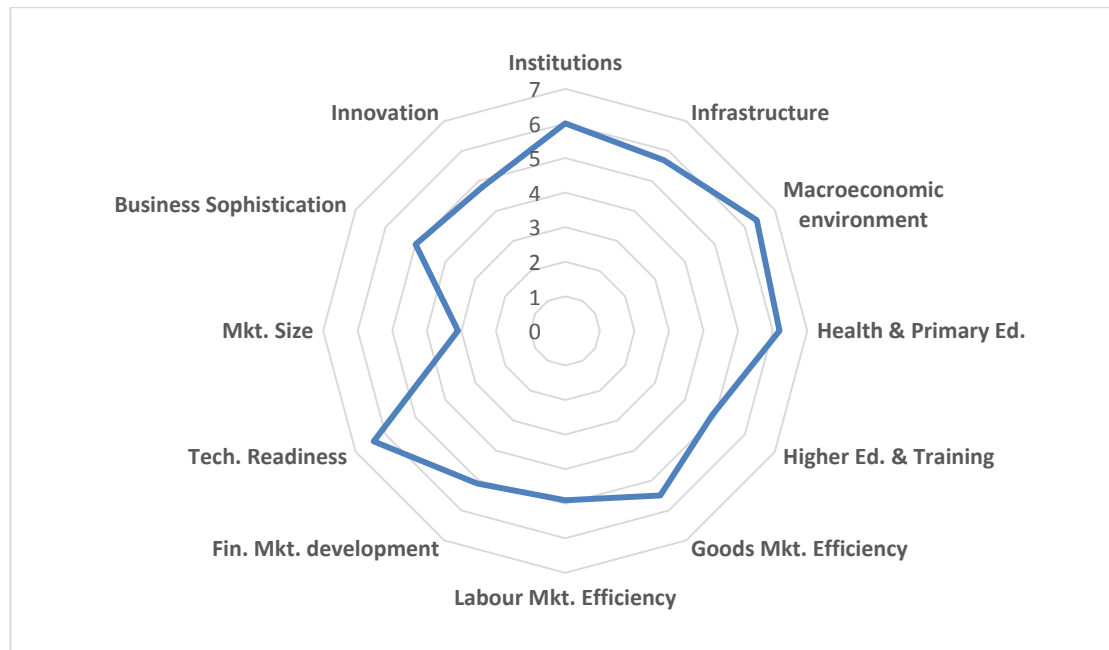 Institutions
7
6
5
4
3
2
1
0
Infrastructure
Macroeconomic
environment
Health & Primary Ed.
Higher Ed. & Training
Goods Mkt. Efficiency
Labour Mkt. Efficiency
Fin. Mkt. development
Tech. Readiness
Mkt. Size
Business Sophistication
Innovation